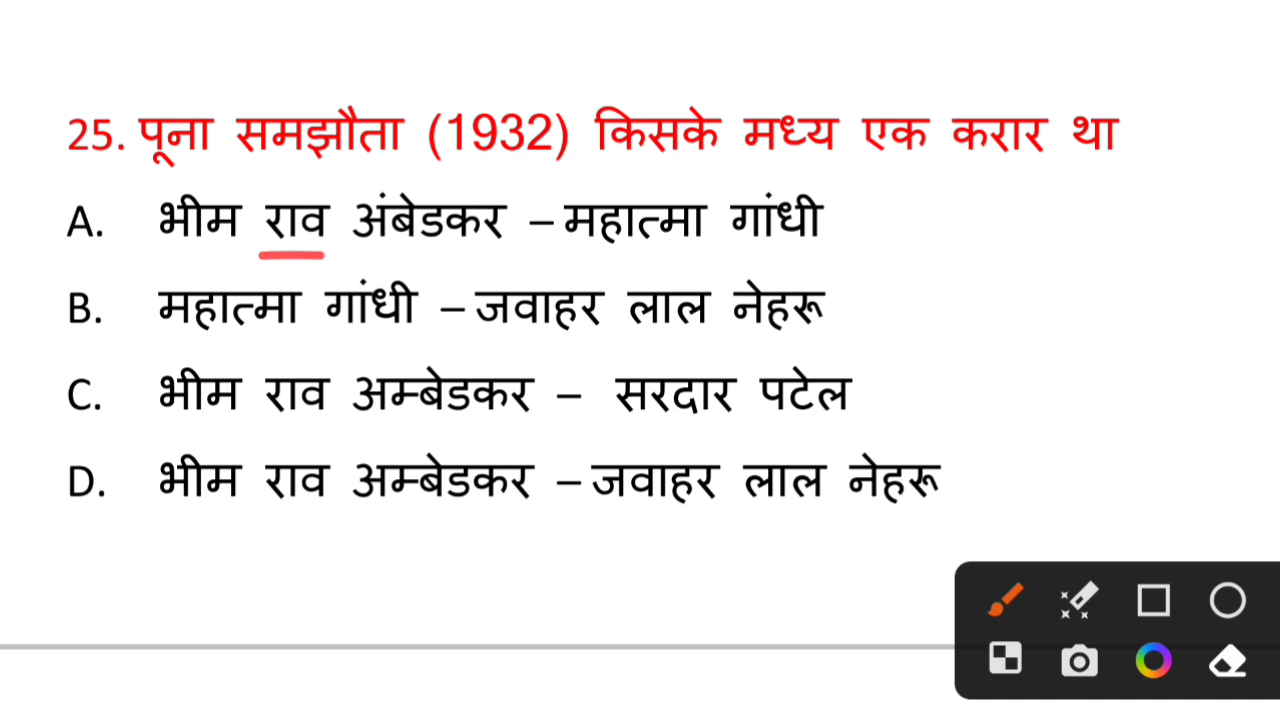 25. पूना समझौता (1932) किसके मध्य एक करार था
A. भीम राव अंबेडकर – महात्मा गांधी
B. महात्मा गांधी – जवाहर लाल नेहरू
C. भीम राव अम्बेडकर – सरदार पटेल
D. भीम राव अम्बेडकर – जवाहर लाल नेहरू